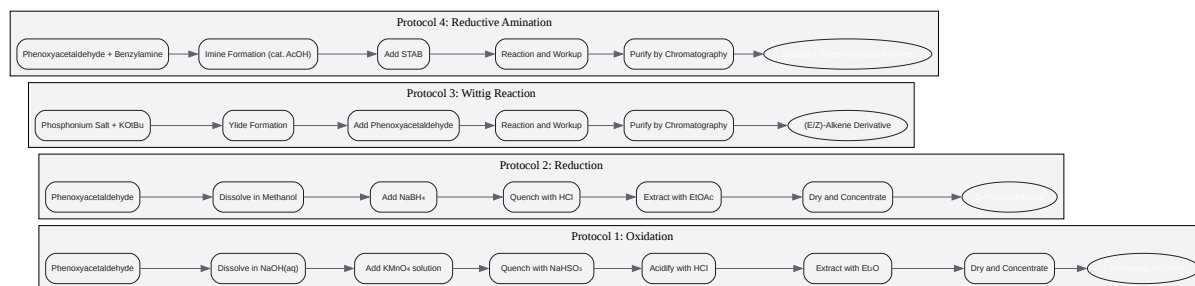 Protocol 4: Reductive Amination
Phenoxyacetaldehyde + Benzylamine
Imine Formation (cat. AcOH)
Add STAB
Reaction and Workup
Purify by Chromatography
Protocol 3: Wittig Reaction
Phosphonium Salt + KOtBu
Ylide Formation
Add Phenoxyacetaldehyde
Reaction and Workup
Purify by Chromatography
(E/Z)-Alkene Derivative
Protocol 2: Reduction
Phenoxyacetaldehyde
Dissolve in Methanol
Add NaBH₄
Quench with HCl
Extract with EtOAc
Dry and Concentrate
Protocol 1: Oxidation
Phenoxyacetaldehyde
Dissolve in NaOH(aq)
Add KMnO₄ solution
Quench with NaHSO₃
Acidify with HCl
Extract with Et₂O
Dry and Concentrate